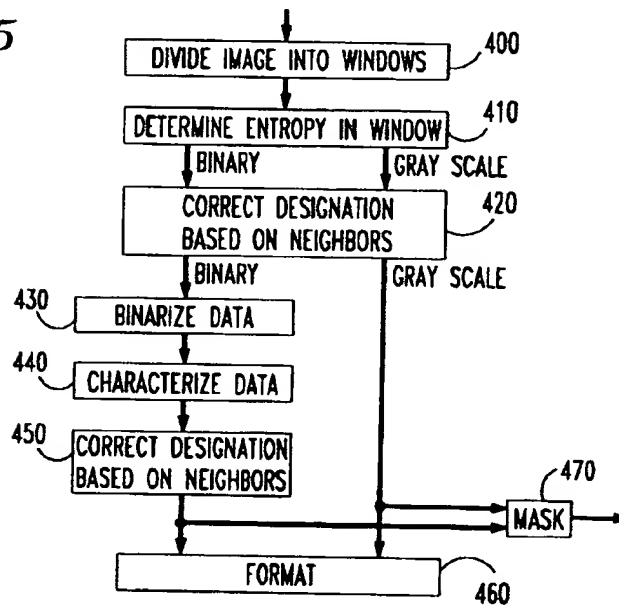 5
DIVIDE IMAGE INTO WINDOWS
400
DETERMINE ENTROPY IN WINDOW
410
BINARY
GRAY SCALE
CORRECT DESIGNATION
BASED ON NEIGHBORS
420
BINARY
GRAY SCALE
430
BINARIZE DATA
440
CHARACTERIZE DATA
450
CORRECT DESIGNATION
BASED ON NEIGHBORS
470
MASK
FORMAT
460